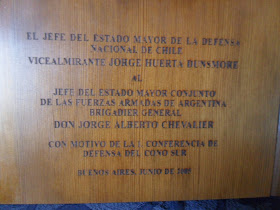 EL JEFE DEL ESTADO MAYOR DE LA DEFENSA
NACIONAL DE CHILE
VICEALMIRANTE JORGE HUERTA DUNSMORE
AL
JEFE DEL ESTADO MAYOR CONJUNTO
DE LAS FUERZAS ARMADAS DE ARGENTINA
BRIGADIER GENERAL
DON JORGE ALBERTO CHEVALIER
CON MOTIVO DE LA I CONFERENCIA DE
DEFENSA DEL CONO SUR
BUENOS AIRES, JUNIO DE 2005